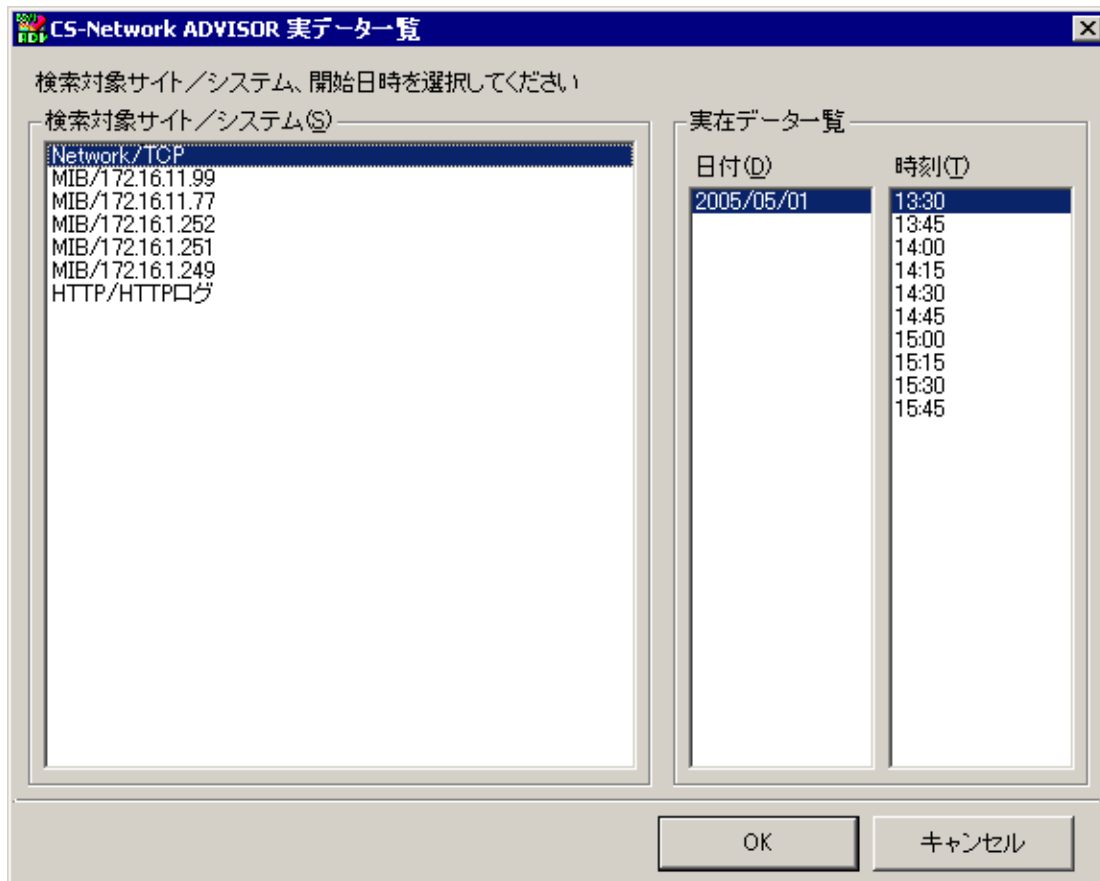 CS-Network ADVISOR 実データ一覧
検索対象サイト／システム、開始日時を選択してください
検索対象サイト／システム(S)
Network/TCP
MIB/172.16.11.99
MIB/172.16.11.77
MIB/172.16.1.252
MIB/172.16.1.251
MIB/172.16.1.249
HTTP/HTTPログ
実在データ一覧
日付(D)
2005/05/01
時刻(T)
13:30
13:45
14:00
14:15
14:30
14:45
15:00
15:15
15:30
15:45
OK
キャンセル